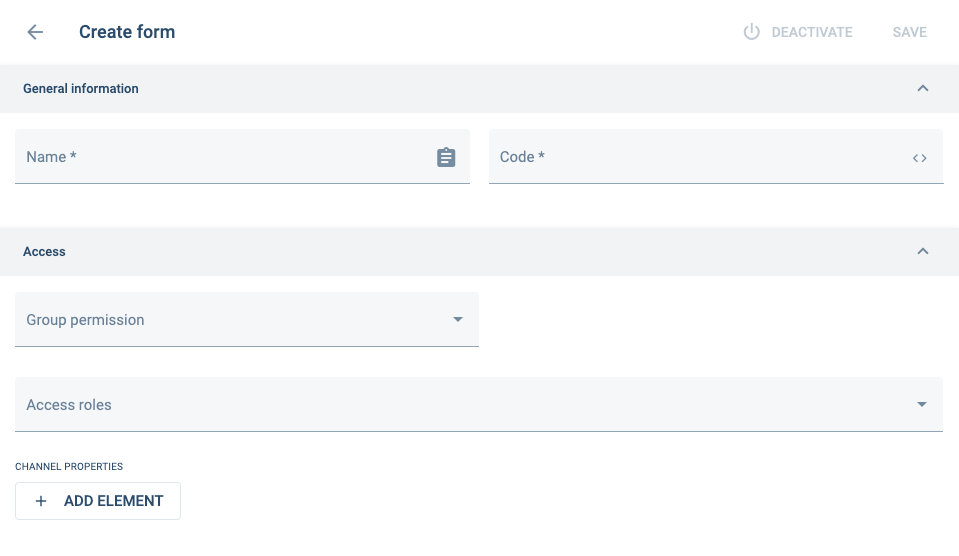 Create form
DEACTIVATE
SAVE
General information
Name *
Code *
Access
Group permission
Access roles
CHANNEL PROPERTIES
ADD ELEMENT